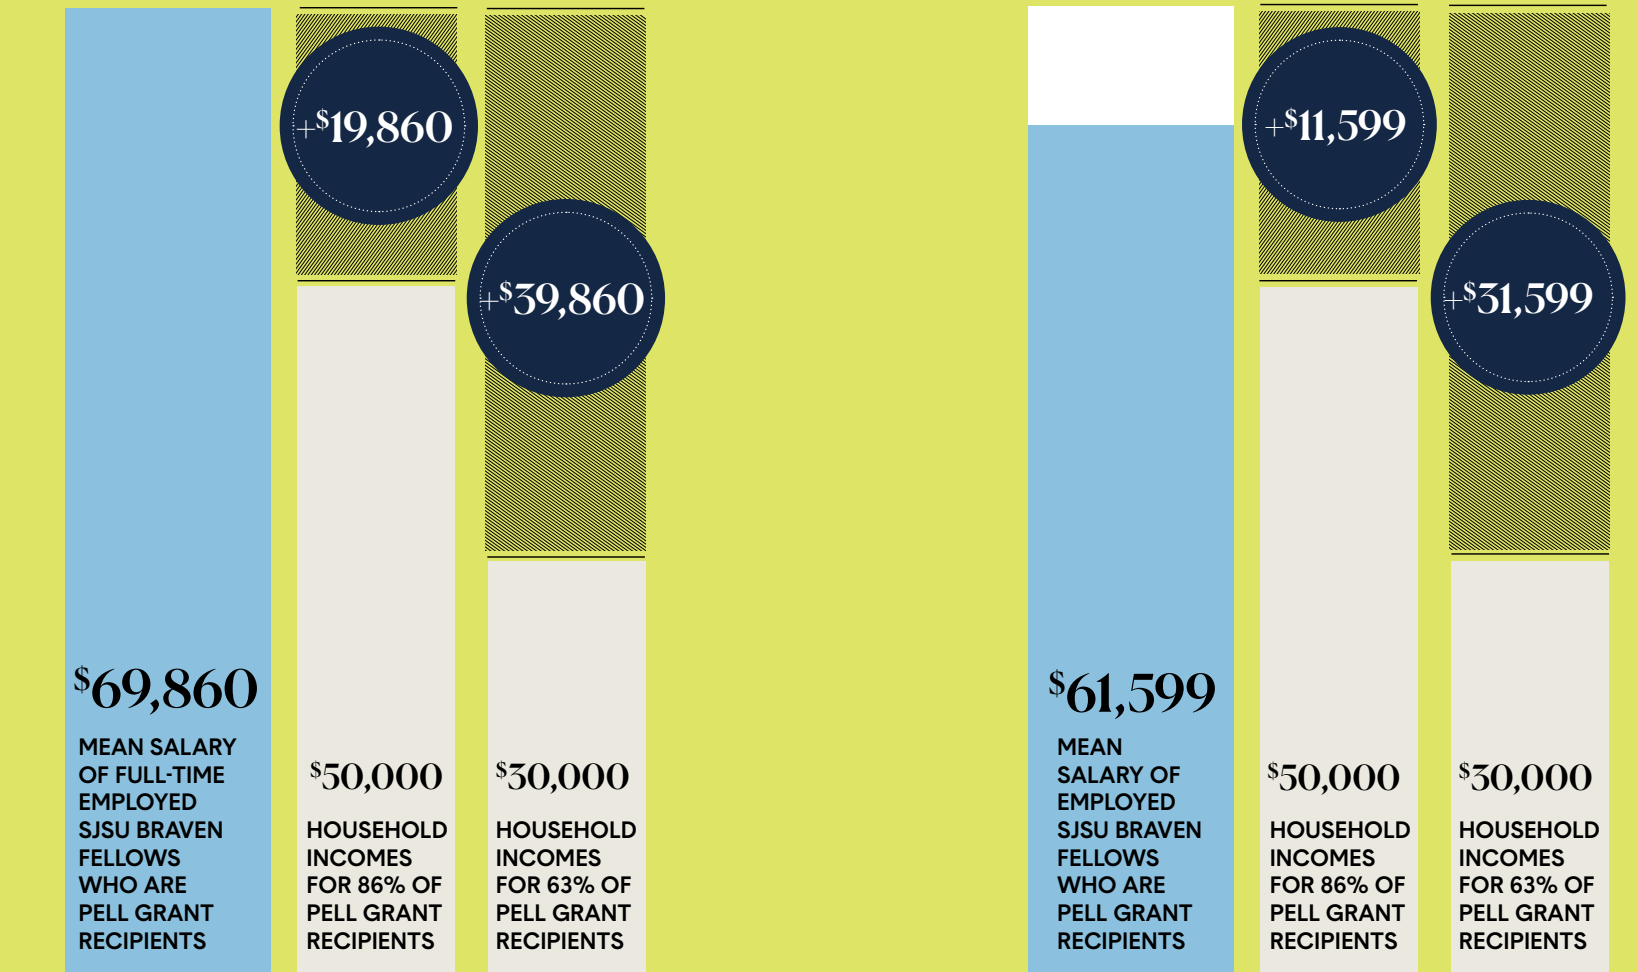 +$19,860
+$39,860
$69,860
MEAN SALARY
OF FULL-TIME
EMPLOYED
SJSU BRAVEN
FELLOWS
WHO ARE
PELL GRANT
RECIPIENTS
$50,000
HOUSEHOLD
INCOMES
FOR 86% OF
PELL GRANT
RECIPIENTS
$30,000
HOUSEHOLD
INCOMES
FOR 63% OF
PELL GRANT
RECIPIENTS
+$11,599
+$31,599
$61,599
MEAN
SALARY OF
EMPLOYED
SJSU BRAVEN
FELLOWS
WHO ARE
PELL GRANT
RECIPIENTS
$50,000
HOUSEHOLD
INCOMES
FOR 86% OF
PELL GRANT
RECIPIENTS
$30,000
HOUSEHOLD
INCOMES
FOR 63% OF
PELL GRANT
RECIPIENTS